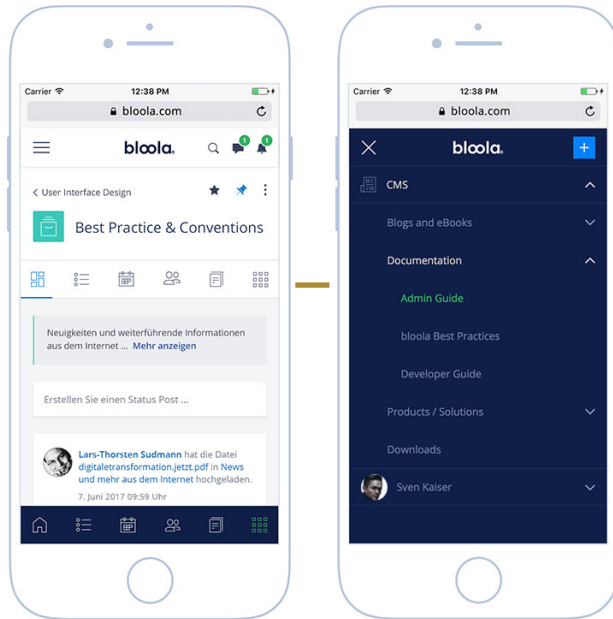 Carrier 12:38 PM
bloola.com
bloola.
1 1
< User Interface Design
Best Practice & Conventions
Neuigkeiten und weiterführende Informationen
aus dem Internet ... Mehr anzeigen
Erstellen Sie einen Status Post ...
Lars-Thorsten Sudmann hat die Datei
digitaletransformation.jetzt.pdf in News
und mehr aus dem Internet hochgeladen.
7. Juni 2017 09:59 Uhr
Carrier 12:38 PM
bloola.com
bloola.
CMS
Blogs and eBooks
Documentation
Admin Guide
bloola Best Practices
Developer Guide
Products / Solutions
Downloads
Sven Kaiser